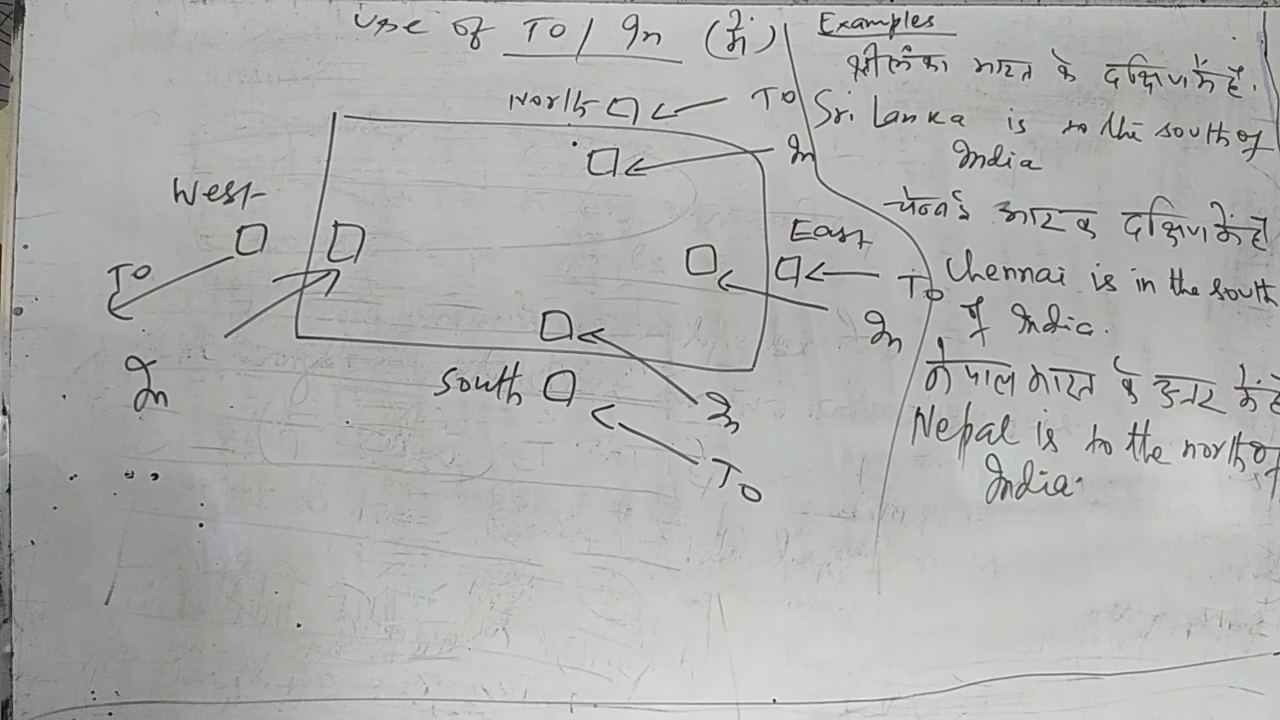 Use of TO / In (में)
North
TO
In
West
TO
In
East
TO
In
South
In
TO
Examples
श्रीलंका भारत के दक्षिण में है.
Sri Lanka is to the south of
India
चेन्नई भारत के दक्षिण में है
Chennai is in the south
of India.
नेपाल भारत के उत्तर में है
Nepal is to the north of
India.